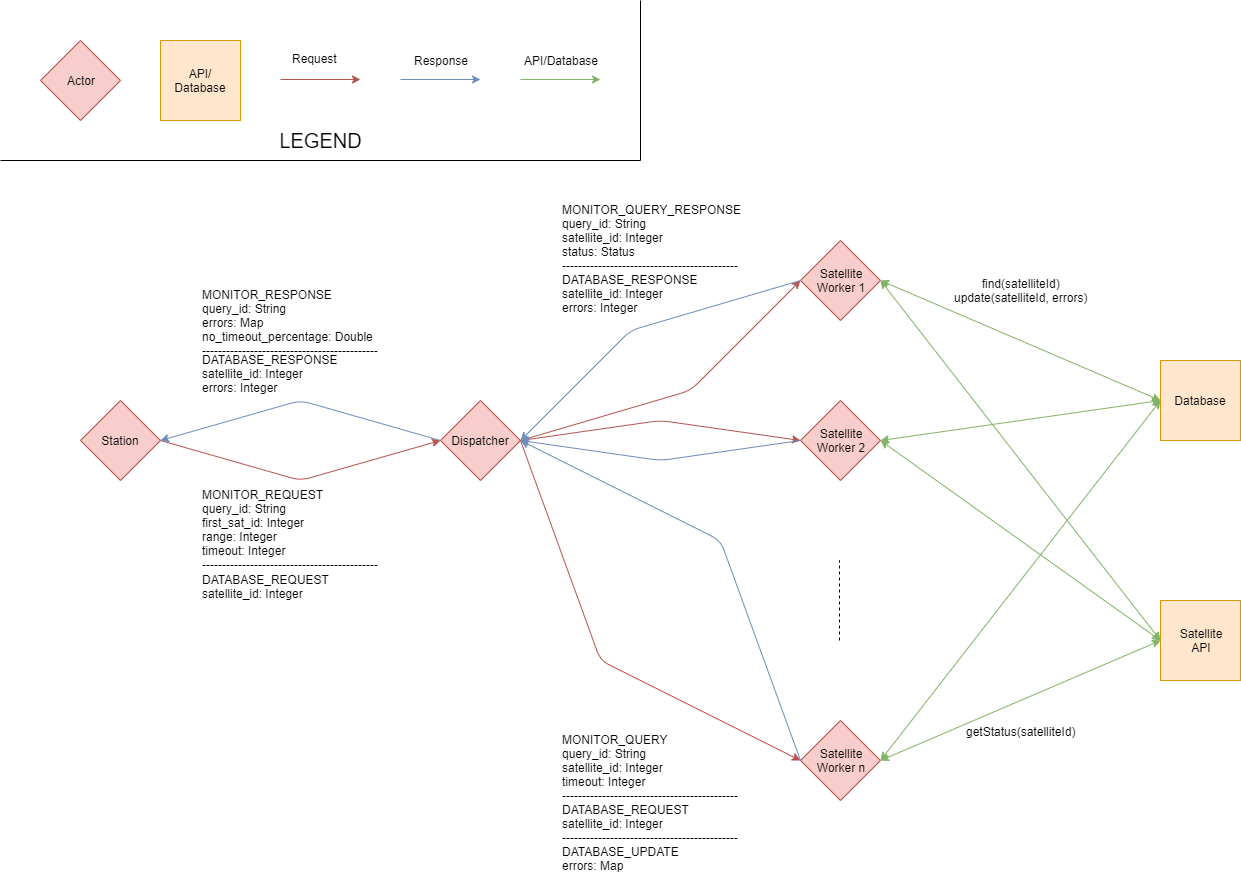 Actor
API/
Database
Request
Response
API/Database
LEGEND
MONITOR_QUERY_RESPONSE
query_id: String
satellite_id: Integer
status: Status
--------------------------------------------
DATABASE_RESPONSE
satellite_id: Integer
errors: Integer
Satellite
Worker 1
find(satelliteId)
update(satelliteId, errors)
MONITOR_RESPONSE
query_id: String
errors: Map
no_timeout_percentage: Double
--------------------------------------------
DATABASE_RESPONSE
satellite_id: Integer
errors: Integer
Station
Dispatcher
Satellite
Worker 2
Database
MONITOR_REQUEST
query_id: String
first_sat_id: Integer
range: Integer
timeout: Integer
--------------------------------------------
DATABASE_REQUEST
satellite_id: Integer
Satellite
API
getStatus(satelliteId)
Satellite
Worker n
MONITOR_QUERY
query_id: String
satellite_id: Integer
timeout: Integer
--------------------------------------------
DATABASE_REQUEST
satellite_id: Integer
--------------------------------------------
DATABASE_UPDATE
errors: Map